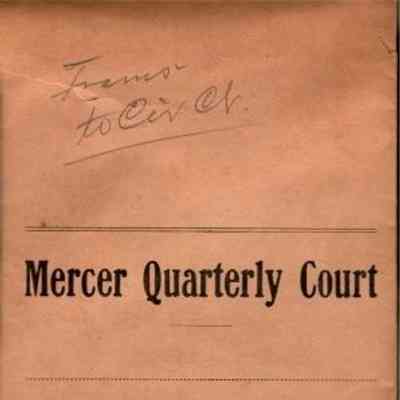 Trans
to Cir Ct.
Mercer Quarterly Court